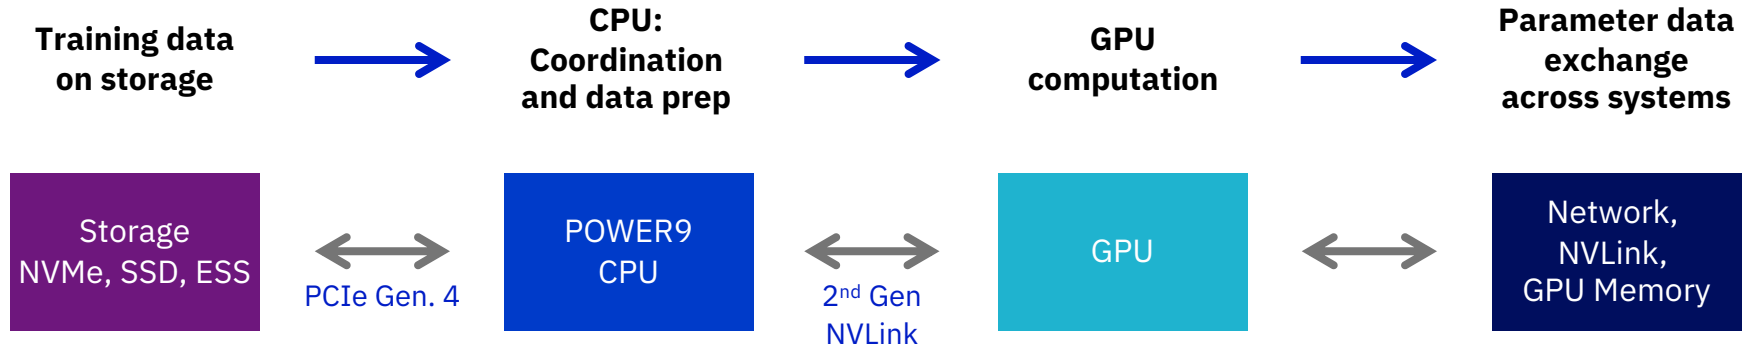 Training data
on storage
CPU:
Coordination
and data prep
GPU
computation
Parameter data
exchange
across systems
Storage
NVMe, SSD, ESS
PCIe Gen. 4
POWER9
CPU
2nd Gen
NVLink
GPU
Network,
NVLink,
GPU Memory